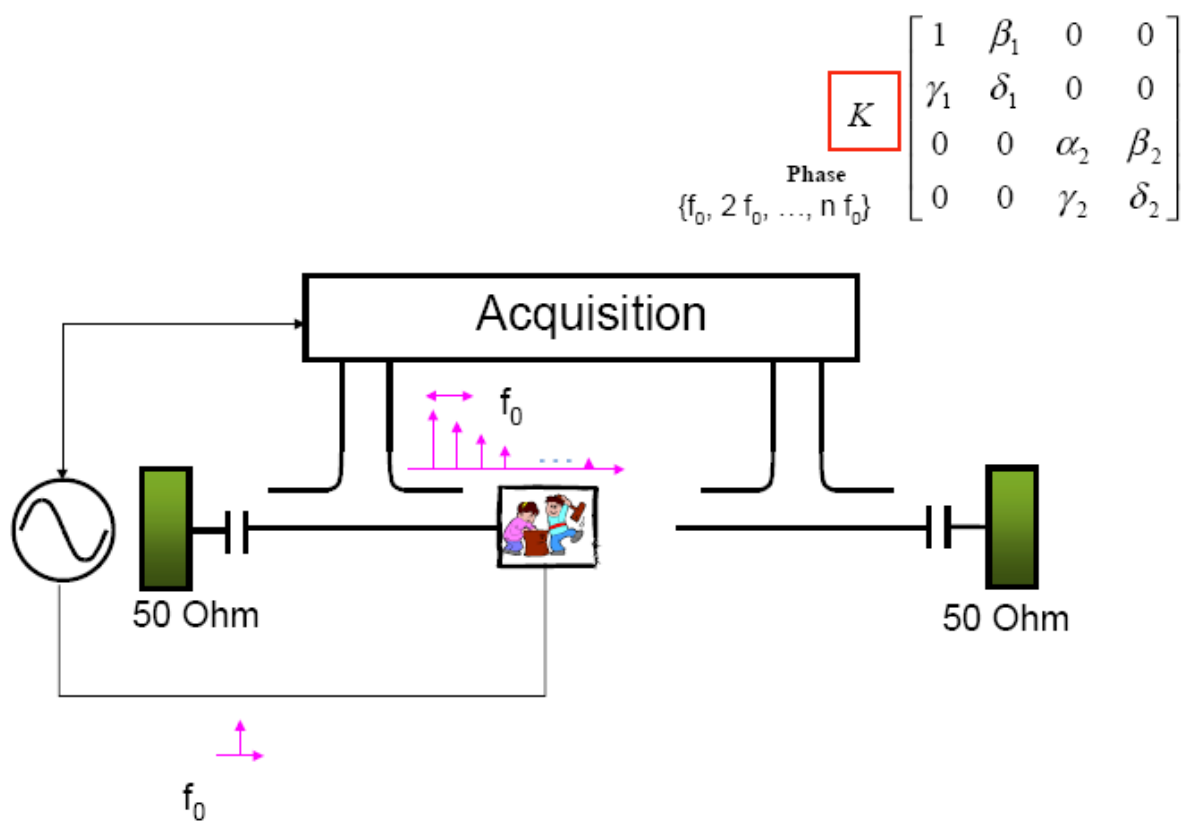 1 β₁ 0 0
K γ₁ δ₁ 0 0
0 0 α₂ β₂
Phase
{f₀, 2 f₀, ..., n f₀} 0 0 γ₂ δ₂
Acquisition
f₀
...
50 Ohm
50 Ohm
f₀